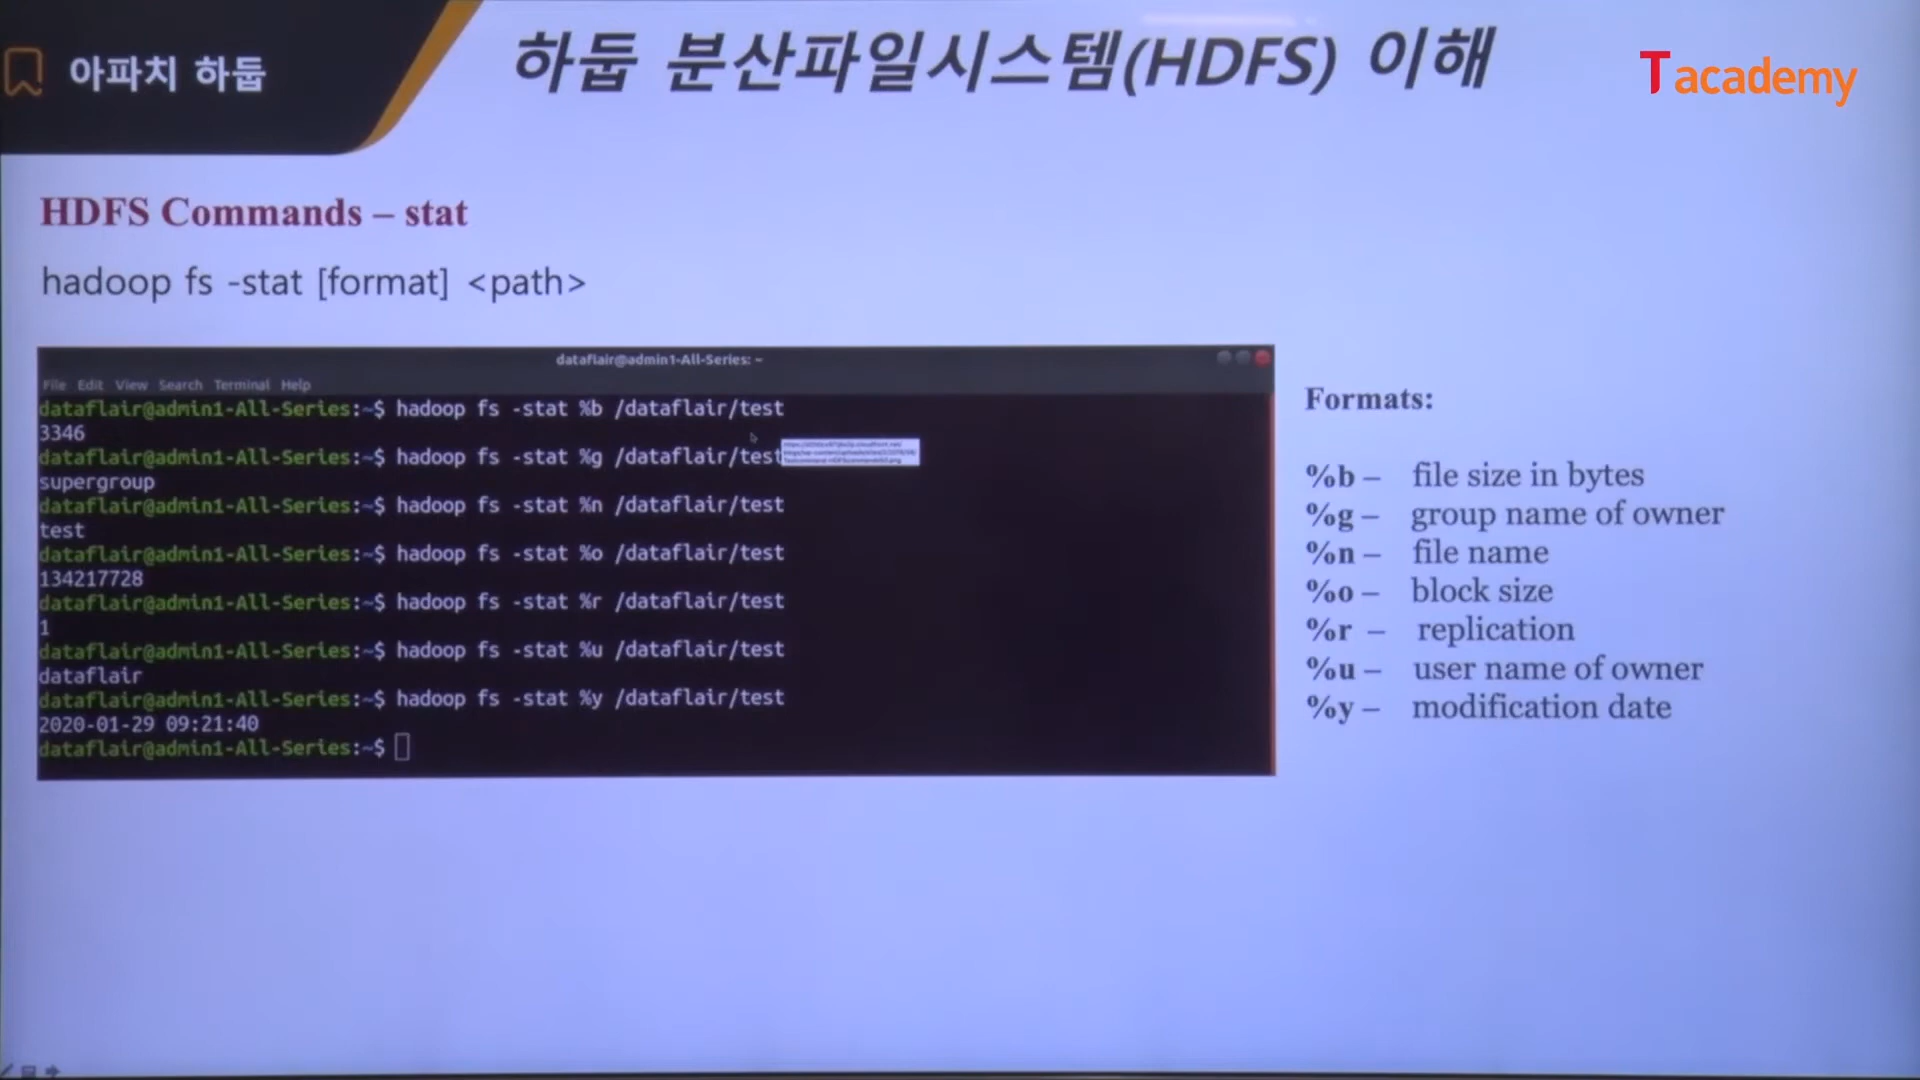 아파치 하둡
하둡 분산파일시스템(HDFS) 이해
Tacademy
HDFS Commands – stat
hadoop fs -stat [format] <path>
dataflair@admin1-All-Series: ~
File Edit View Search Terminal Help
dataflair@admin1-All-Series:~$ hadoop fs -stat %b /dataflair/test
3346
dataflair@admin1-All-Series:~$ hadoop fs -stat %g /dataflair/test
supergroup
dataflair@admin1-All-Series:~$ hadoop fs -stat %n /dataflair/test
test
dataflair@admin1-All-Series:~$ hadoop fs -stat %o /dataflair/test
134217728
dataflair@admin1-All-Series:~$ hadoop fs -stat %r /dataflair/test
1
dataflair@admin1-All-Series:~$ hadoop fs -stat %u /dataflair/test
dataflair
dataflair@admin1-All-Series:~$ hadoop fs -stat %y /dataflair/test
2020-01-29 09:21:40
dataflair@admin1-All-Series:~$
Formats:
%b – file size in bytes
%g – group name of owner
%n – file name
%o – block size
%r – replication
%u – user name of owner
%y – modification date